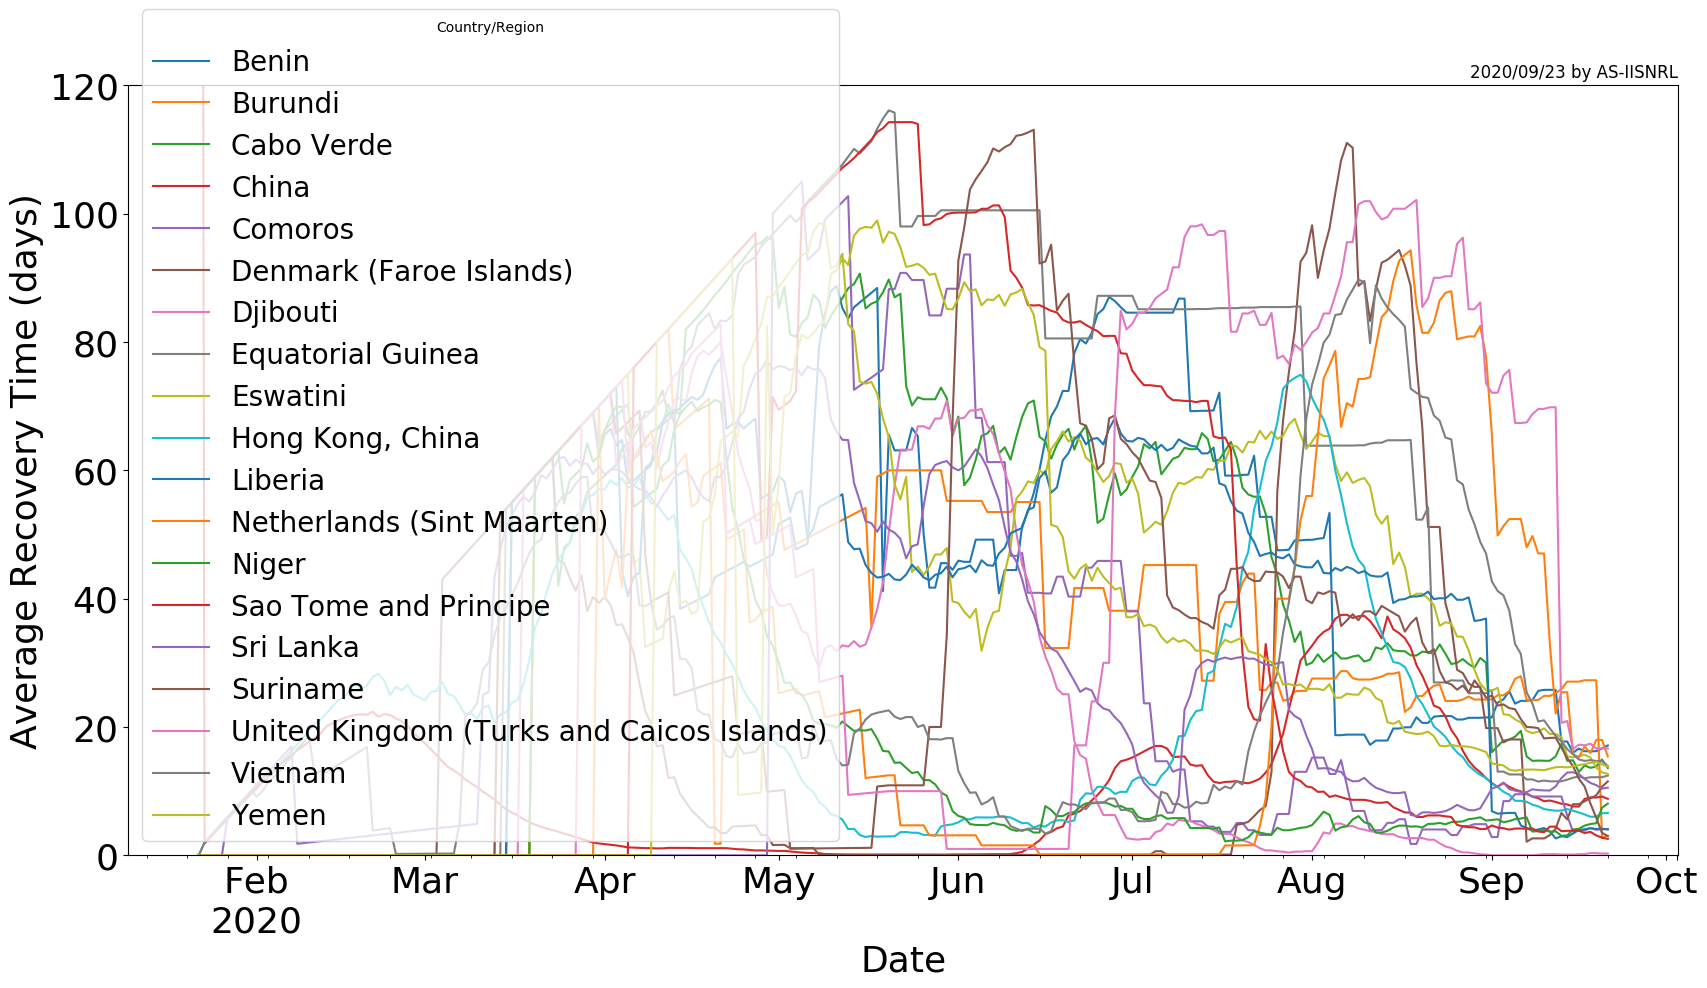 Country/Region
Benin
Burundi
Cabo Verde
China
Comoros
Denmark (Faroe Islands)
Djibouti
Equatorial Guinea
Eswatini
Hong Kong, China
Liberia
Netherlands (Sint Maarten)
Niger
Sao Tome and Principe
Sri Lanka
Suriname
United Kingdom (Turks and Caicos Islands)
Vietnam
Yemen
2020/09/23 by AS-IISNRL
Average Recovery Time (days)
120
100
80
60
40
20
0
Feb Mar Apr May Jun Jul Aug Sep Oct
2020
Date